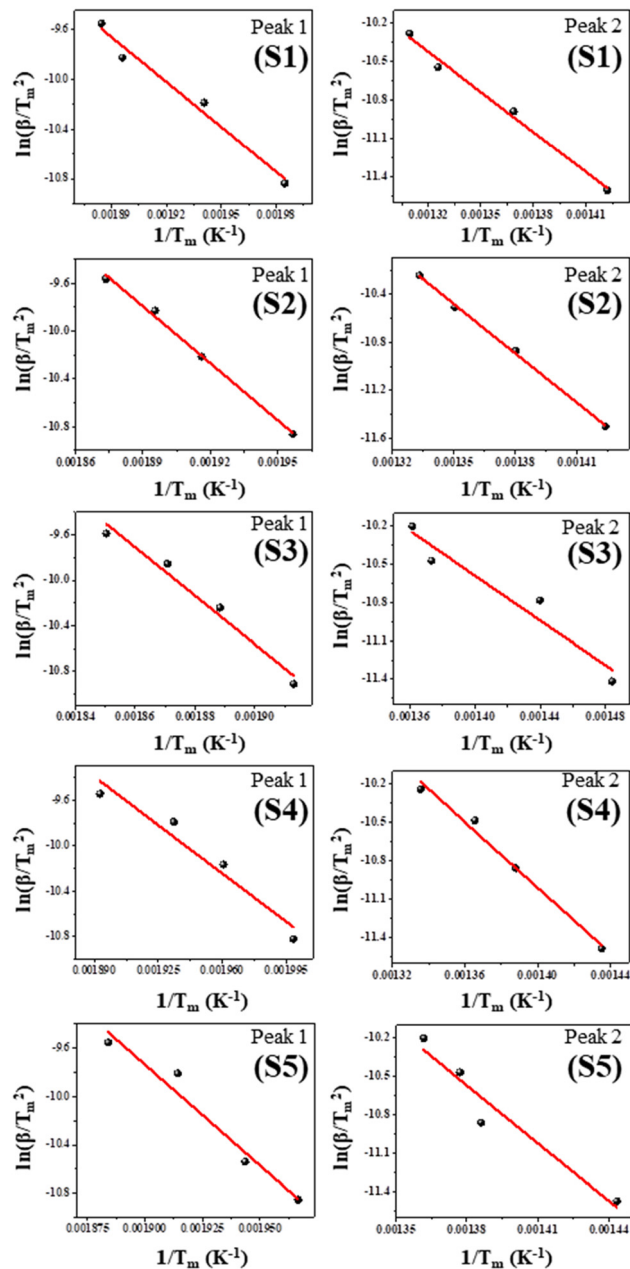 Peak 1
(S1)
ln(β/Tm2)
-9.6
-10.0
-10.4
-10.8
0.00189 0.00192 0.00195 0.00198
1/Tm (K-1)
Peak 2
(S1)
ln(β/Tm2)
-10.2
-10.5
-10.8
-11.1
-11.4
0.00132 0.00135 0.00138 0.00141
1/Tm (K-1)
Peak 1
(S2)
ln(β/Tm2)
-9.6
-10.0
-10.4
-10.8
0.00186 0.00189 0.00192 0.00195
1/Tm (K-1)
Peak 2
(S2)
ln(β/Tm2)
-10.4
-10.8
-11.2
-11.6
0.00132 0.00135 0.00138 0.00141
1/Tm (K-1)
Peak 1
(S3)
ln(β/Tm2)
-9.6
-10.0
-10.4
-10.8
0.00184 0.00186 0.00188 0.00190
1/Tm (K-1)
Peak 2
(S3)
ln(β/Tm2)
-10.2
-10.5
-10.8
-11.1
-11.4
0.00136 0.00140 0.00144 0.00148
1/Tm (K-1)
Peak 1
(S4)
ln(β/Tm2)
-9.6
-10.0
-10.4
-10.8
0.001890 0.001925 0.001960 0.001995
1/Tm (K-1)
Peak 2
(S4)
ln(β/Tm2)
-10.2
-10.5
-10.8
-11.1
-11.4
0.00132 0.00136 0.00140 0.00144
1/Tm (K-1)
Peak 1
(S5)
ln(β/Tm2)
-9.6
-10.0
-10.4
-10.8
0.001875 0.001900 0.001925 0.001950
1/Tm (K-1)
Peak 2
(S5)
ln(β/Tm2)
-10.2
-10.5
-10.8
-11.1
-11.4
0.00135 0.00138 0.00141 0.00144
1/Tm (K-1)